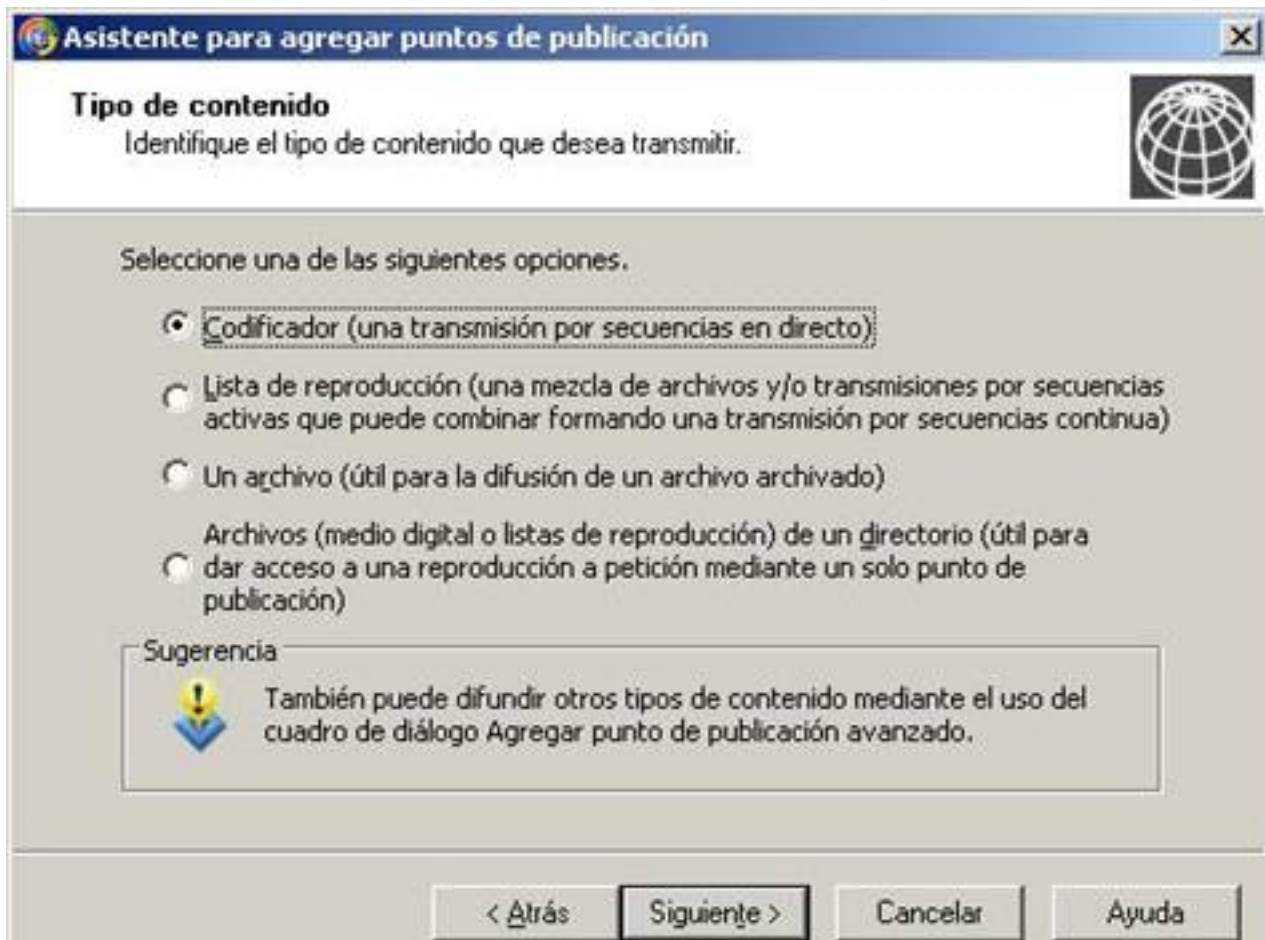 Asistente para agregar puntos de publicación
Tipo de contenido
Identifique el tipo de contenido que desea transmitir.
Seleccione una de las siguientes opciones.
Codificador (una transmisión por secuencias en directo)
Lista de reproducción (una mezcla de archivos y/o transmisiones por secuencias
activas que puede combinar formando una transmisión por secuencias continua)
Un archivo (útil para la difusión de un archivo archivado)
Archivos (medio digital o listas de reproducción) de un directorio (útil para
dar acceso a una reproducción a petición mediante un solo punto de
publicación)
Sugerencia
También puede difundir otros tipos de contenido mediante el uso del
cuadro de diálogo Agregar punto de publicación avanzado.
< Atrás Siguiente > Cancelar Ayuda